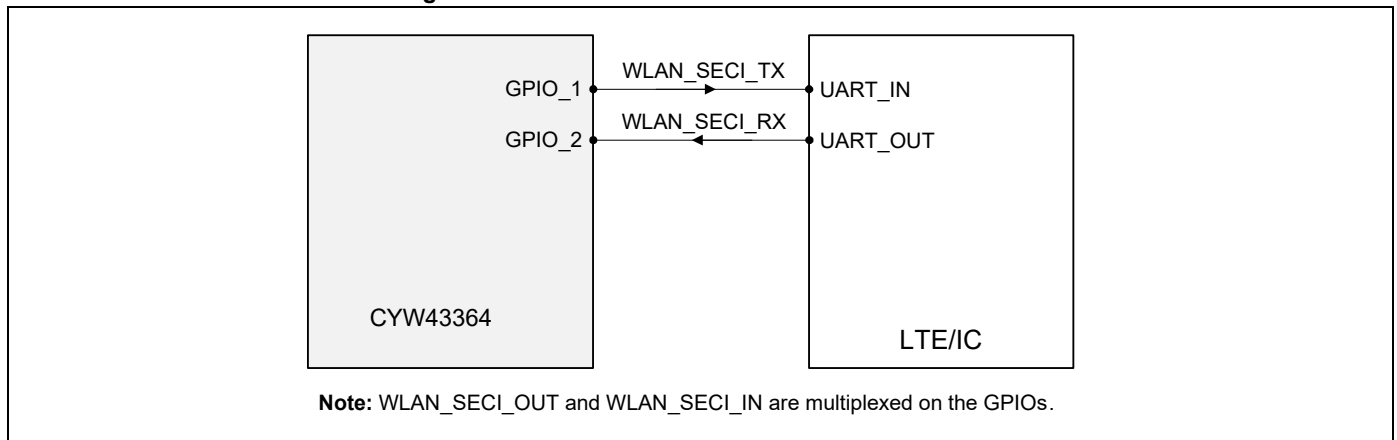 GPIO_1 WLAN_SECI_TX UART_IN
GPIO_2 WLAN_SECI_RX UART_OUT
CYW43364
LTE/IC
Note: WLAN_SECI_OUT and WLAN_SECI_IN are multiplexed on the GPIOs.